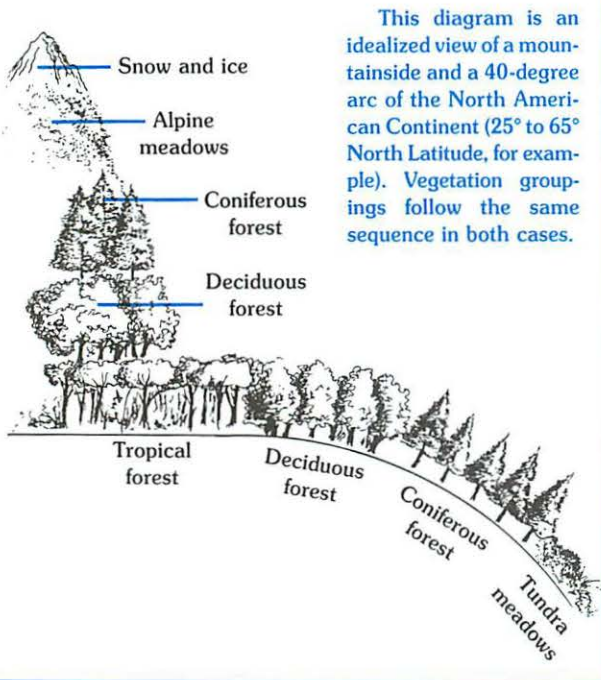 This diagram is an
idealized view of a moun-
tainside and a 40-degree
arc of the North Ameri-
can Continent (25° to 65°
North Latitude, for exam-
ple). Vegetation group-
ings follow the same
sequence in both cases.
Snow and ice
Alpine
meadows
Coniferous
forest
Deciduous
forest
Tropical
forest
Deciduous
forest
Coniferous
forest
Tundra
meadows